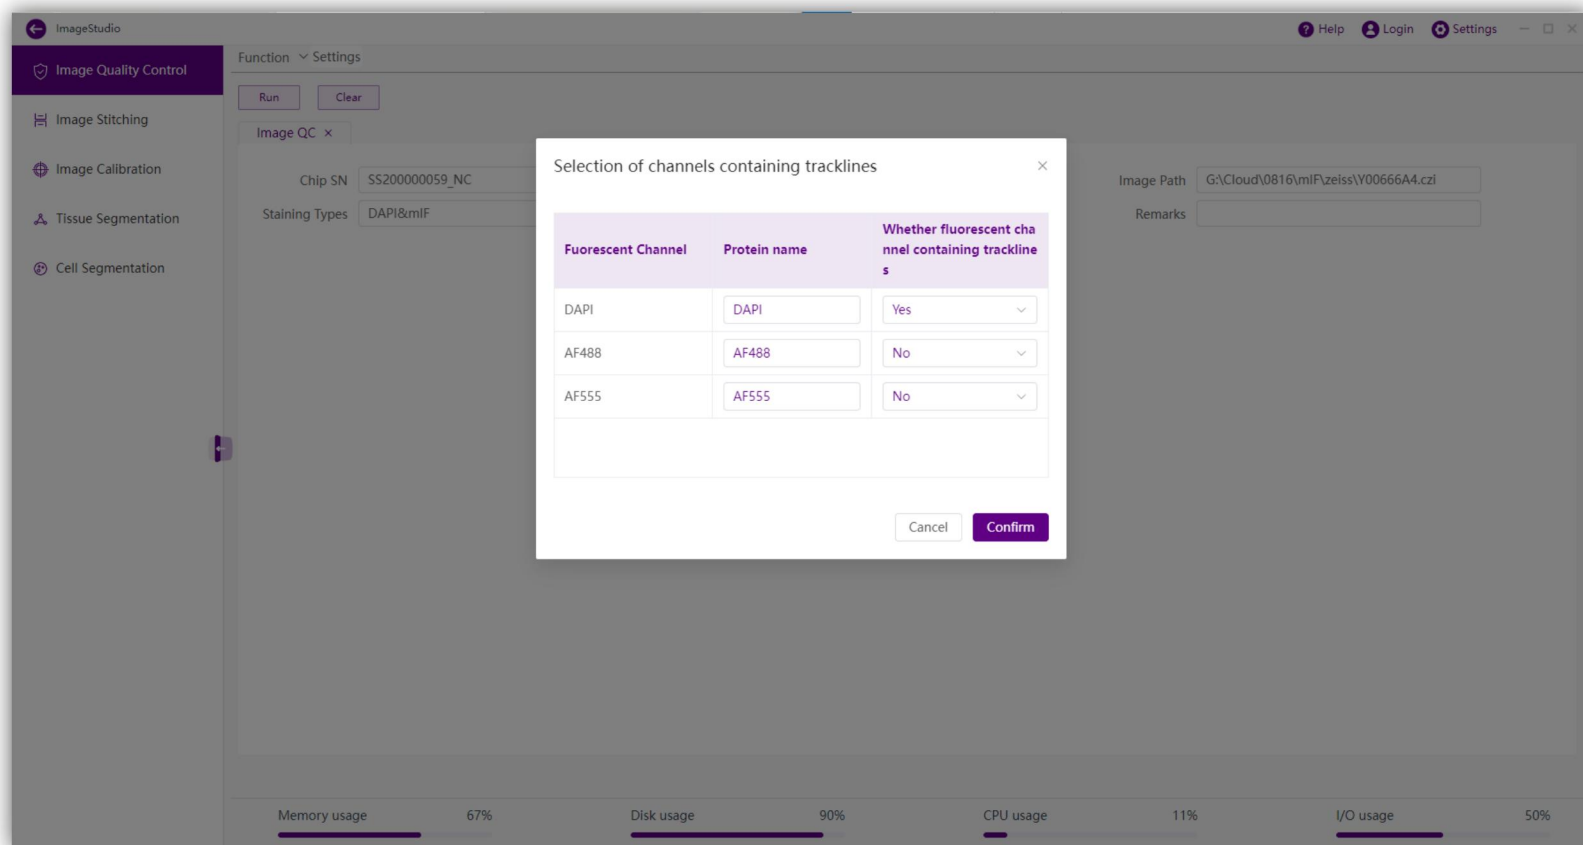 ImageStudio
Help Login Settings
Image Quality Control
Function Settings
Run Clear
Image Stitching
Image QC ×
Image Calibration
Chip SN SS200000059_NC
Image Path G:\Cloud\0816\mIF\zeiss\Y00666A4.czi
Tissue Segmentation
Staining Types DAPI&mIF
Remarks
Cell Segmentation
Selection of channels containing tracklines
Fuorescent Channel
Protein name
Whether fluorescent cha
nnel containing trackline
s
DAPI DAPI Yes
AF488 AF488 No
AF555 AF555 No
Cancel Confirm
Memory usage 67% Disk usage 90% CPU usage 11% I/O usage 50%